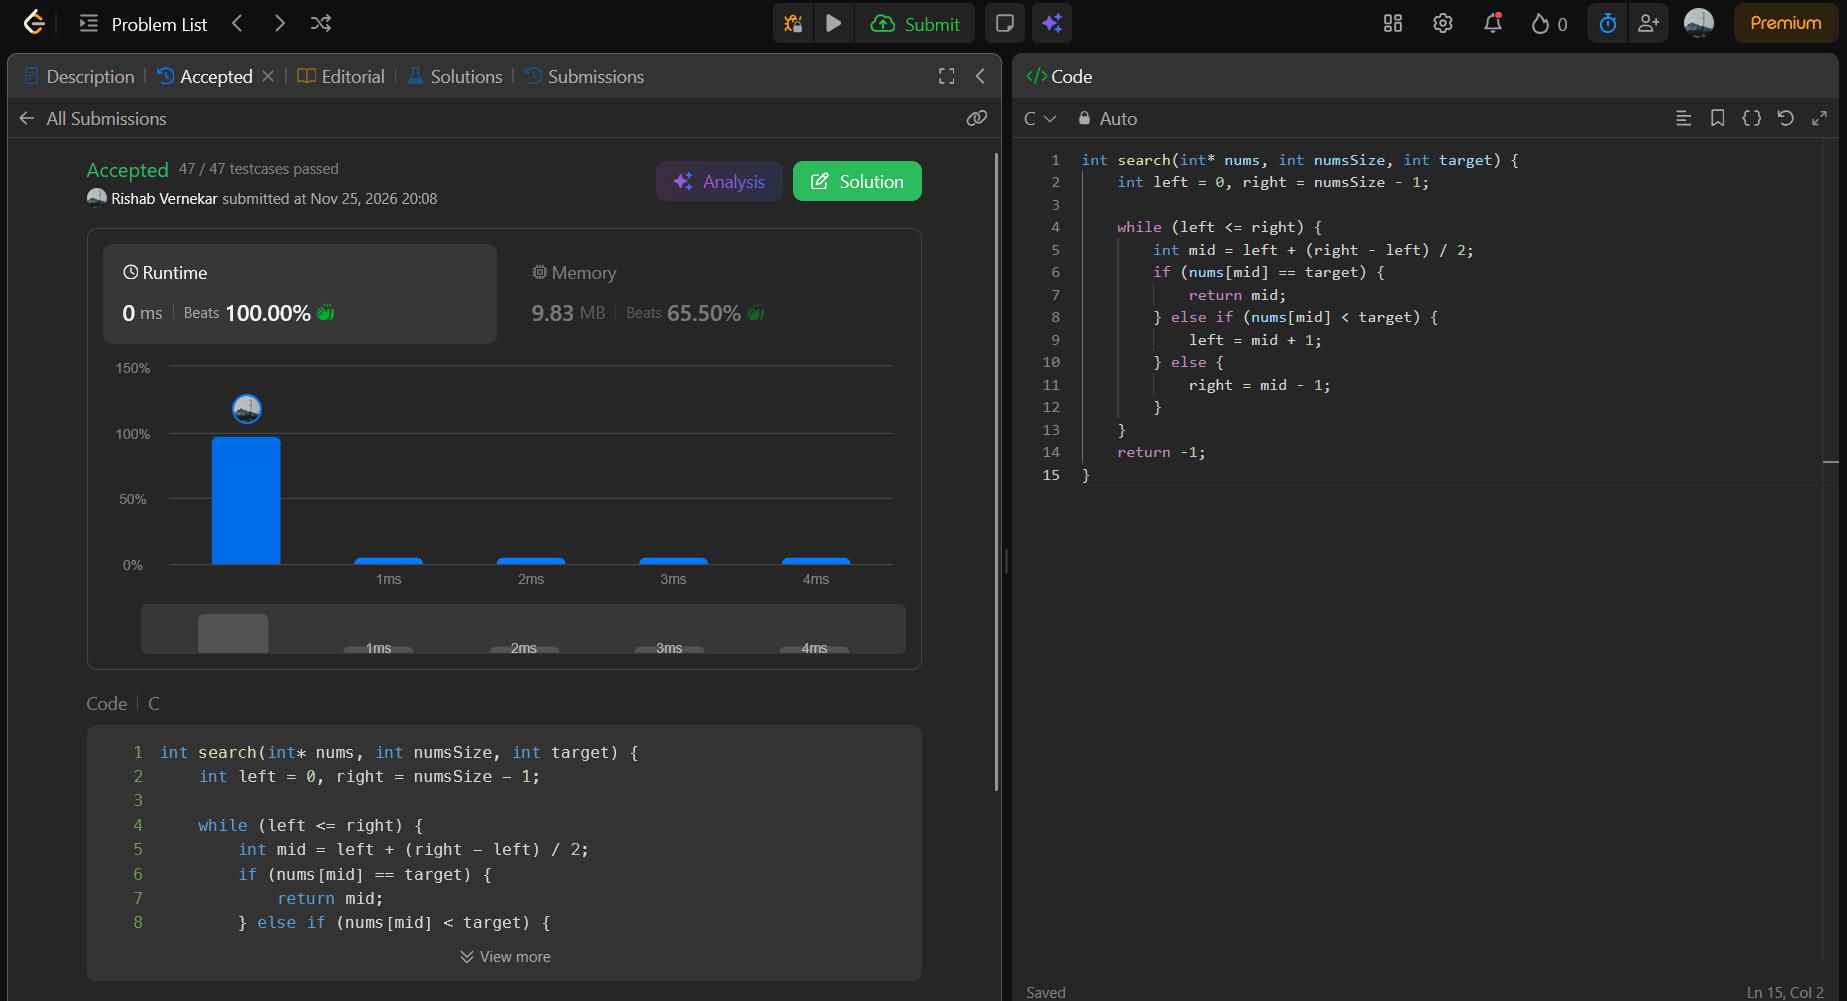 Problem List
Submit
0
Premium
Description
Accepted
Editorial
Solutions
Submissions
All Submissions
Accepted 47 / 47 testcases passed
Rishab Vernekar submitted at Nov 25, 2026 20:08
Analysis
Solution
Runtime
0 ms Beats 100.00%
Memory
9.83 MB Beats 65.50%
150%
100%
50%
0%
1ms 2ms 3ms 4ms
1ms 2ms 3ms 4ms
Code C
1 int search(int* nums, int numsSize, int target) {
2     int left = 0, right = numsSize - 1;
3
4     while (left <= right) {
5         int mid = left + (right - left) / 2;
6         if (nums[mid] == target) {
7             return mid;
8         } else if (nums[mid] < target) {
View more
</> Code
C
Auto
1 int search(int* nums, int numsSize, int target) {
2     int left = 0, right = numsSize - 1;
3
4     while (left <= right) {
5         int mid = left + (right - left) / 2;
6         if (nums[mid] == target) {
7             return mid;
8         } else if (nums[mid] < target) {
9             left = mid + 1;
10         } else {
11             right = mid - 1;
12         }
13     }
14     return -1;
15 }
Saved
Ln 15, Col 2